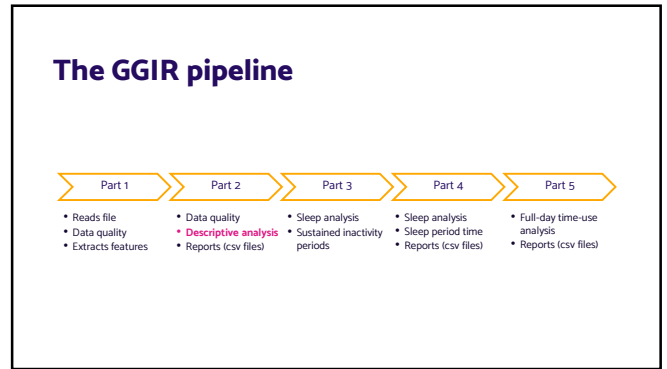 The GGIR pipeline
Part 1
• Reads file
• Data quality
• Extracts features
Part 2
• Data quality
• Descriptive analysis
• Reports (csv files)
Part 3
• Sleep analysis
• Sustained inactivity
periods
Part 4
• Sleep analysis
• Sleep period time
• Reports (csv files)
Part 5
• Full-day time-use
analysis
• Reports (csv files)